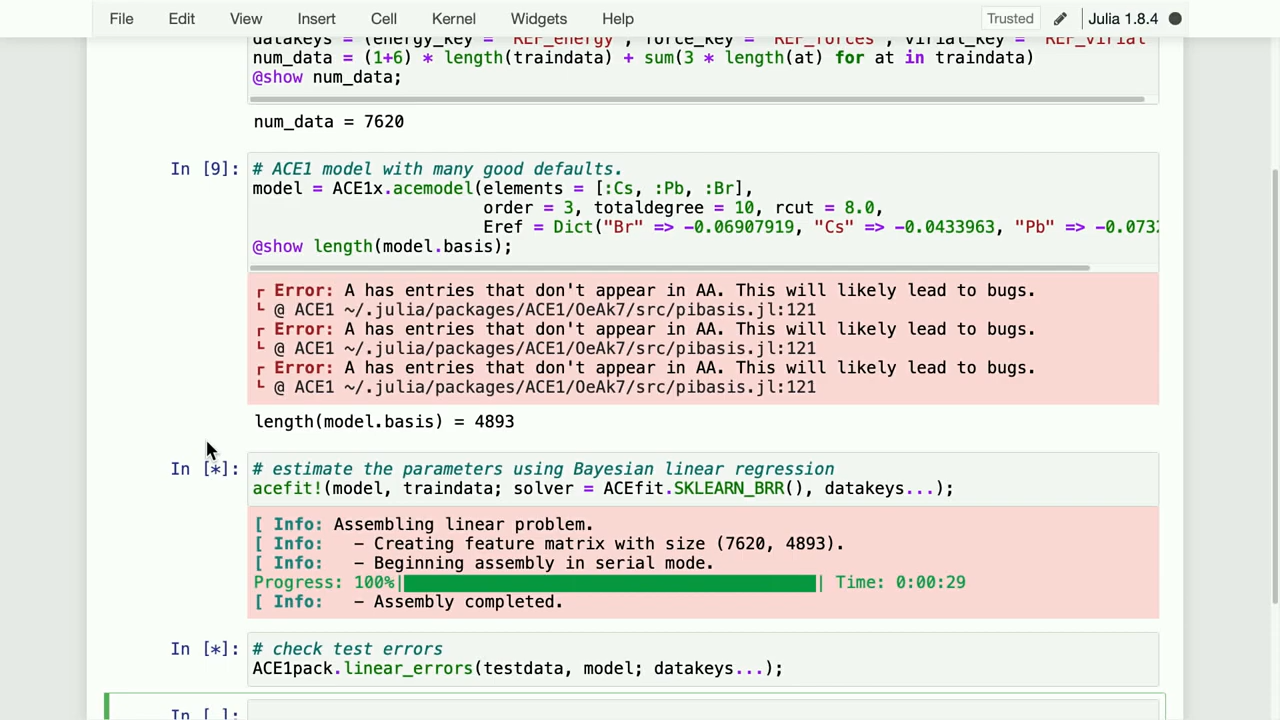 File Edit View Insert Cell Kernel Widgets Help Trusted Julia 1.8.4
datakeys = (energy_key = "REF_energy", force_key = "REF_forces", virial_key = "REF_virial
num_data = (1+6) * length(traindata) + sum(3 * length(at) for at in traindata)
@show num_data;
num_data = 7620
In [9]: # ACE1 model with many good defaults.
model = ACE1x.acemodel(elements = [:Cs, :Pb, :Br],
order = 3, totaldegree = 10, rcut = 8.0,
Eref = Dict("Br" => -0.06907919, "Cs" => -0.0433963, "Pb" => -0.073
@show length(model.basis);
┌ Error: A has entries that don't appear in AA. This will likely lead to bugs.
└ @ ACE1 ~/.julia/packages/ACE1/OeAk7/src/pibasis.jl:121
┌ Error: A has entries that don't appear in AA. This will likely lead to bugs.
└ @ ACE1 ~/.julia/packages/ACE1/OeAk7/src/pibasis.jl:121
┌ Error: A has entries that don't appear in AA. This will likely lead to bugs.
└ @ ACE1 ~/.julia/packages/ACE1/OeAk7/src/pibasis.jl:121
length(model.basis) = 4893
In [*]: # estimate the parameters using Bayesian linear regression
acefit!(model, traindata; solver = ACEfit.SKLEARN_BRR(), datakeys...);
[ Info: Assembling linear problem.
[ Info:   - Creating feature matrix with size (7620, 4893).
[ Info:   - Beginning assembly in serial mode.
Progress: 100%| | Time: 0:00:29
[ Info:   - Assembly completed.
In [*]: # check test errors
ACE1pack.linear_errors(testdata, model; datakeys...);
In [ ]: